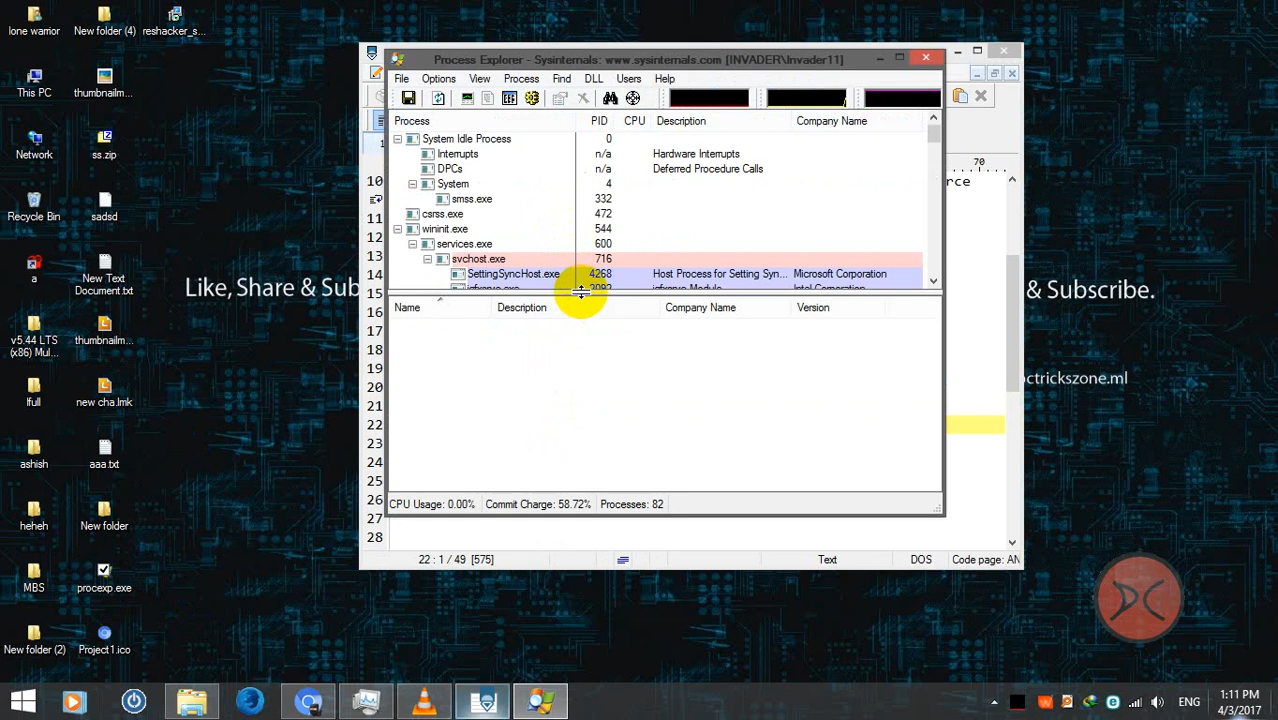 lone warrior
New folder (4)
reshacker_s...
This PC
thumbnailm...
Network
ss.zip
Recycle Bin
sadsd
a
New Text
Document.txt
v5.44 LTS
(x86) Mul...
thumbnailm...
lfull
new cha.lmk
ashish
aaa.txt
heheh
New folder
MBS
procexp.exe
New folder (2)
Project1.ico
Like, Share & Sub
& Subscribe.
octrickszone.ml
Process Explorer - Sysinternals: www.sysinternals.com [INVADER\Invader11]
File Options View Process Find DLL Users Help
Process PID CPU Description Company Name
System Idle Process 0
Interrupts n/a Hardware Interrupts
DPCs n/a Deferred Procedure Calls
System 4
smss.exe 332
csrss.exe 472
wininit.exe 544
services.exe 600
svchost.exe 716
SettingSyncHost.exe 4268 Host Process for Setting Syn... Microsoft Corporation
Name Description Company Name Version
CPU Usage: 0.00% Commit Charge: 58.72% Processes: 82
1
70
10
rce
11
12
13
14
15
16
17
18
19
20
21
22
23
24
25
26
27
28
22 : 1 / 49 [575] Text DOS Code page: AN
ENG
1:11 PM
4/3/2017